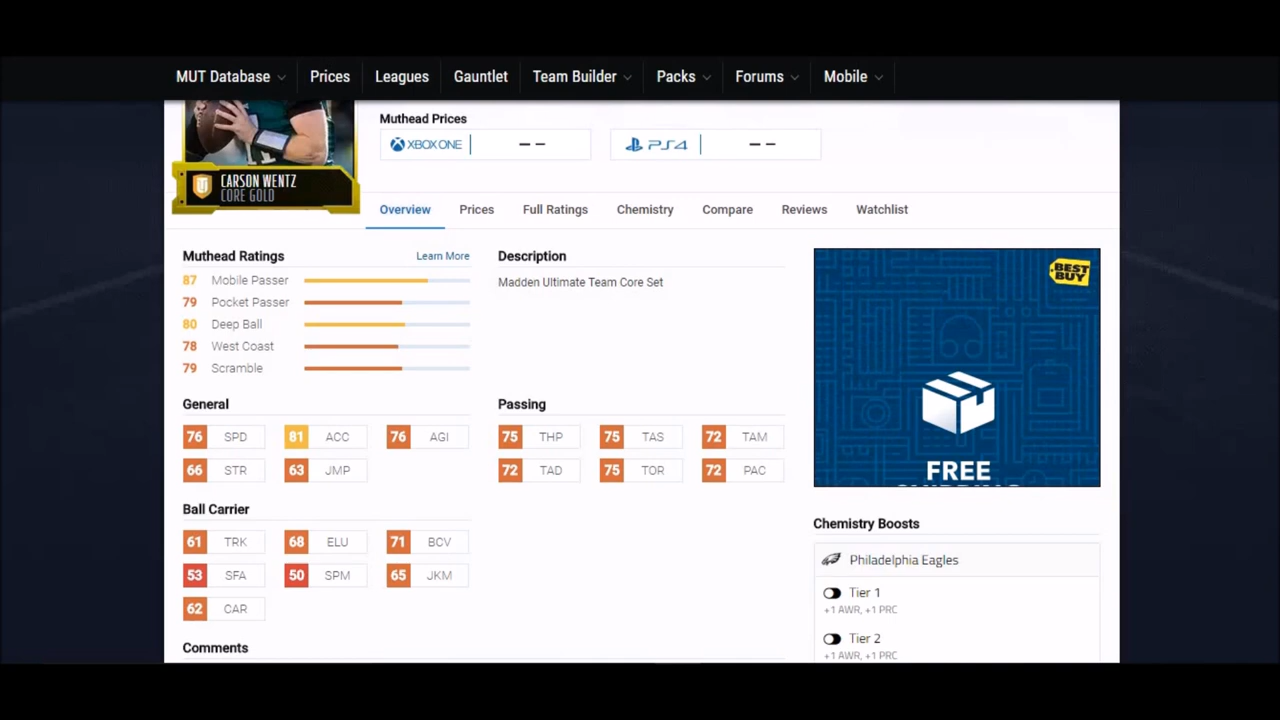 MUT Database Prices Leagues Gauntlet Team Builder Packs Forums Mobile
Muthead Prices
XBOX ONE -- PS4 --
CARSON WENTZ
CORE GOLD
Overview Prices Full Ratings Chemistry Compare Reviews Watchlist
Muthead Ratings Learn More
87 Mobile Passer
79 Pocket Passer
80 Deep Ball
78 West Coast
79 Scramble
Description
Madden Ultimate Team Core Set
General
76 SPD 81 ACC 76 AGI
66 STR 63 JMP
Passing
75 THP 75 TAS 72 TAM
72 TAD 75 TOR 72 PAC
Ball Carrier
61 TRK 68 ELU 71 BCV
53 SFA 50 SPM 65 JKM
62 CAR
Comments
BEST
BUY
FREE
Chemistry Boosts
Philadelphia Eagles
Tier 1
+1 AWR, +1 PRC
Tier 2
+1 AWR, +1 PRC